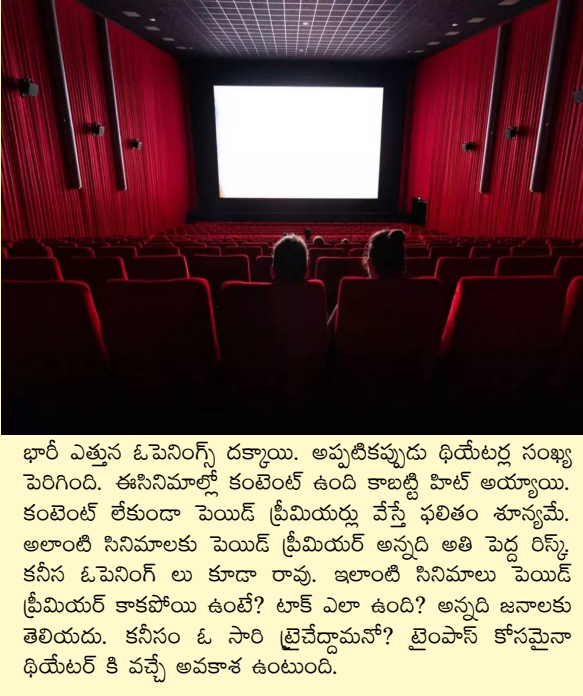 భారీ ఎత్తున ఓపెనింగ్స్ దక్కాయి. అప్పటికప్పుడు థియేటర్ల సంఖ్య
పెరిగింది. ఈసినిమాల్లో కంటెంట్ ఉంది కాబట్టి హిట్ అయ్యాయి.
కంటెంట్ లేకుండా పెయిడ్ ప్రీమియర్లు వేస్తే ఫలితం శూన్యమే.
అలాంటి సినిమాలకు పెయిడ్ ప్రీమియర్ అన్నది అతి పెద్ద రిస్క్
కనీస ఓపెనింగ్ లు కూడా రావు. ఇలాంటి సినిమాలు పెయిడ్
ప్రీమియర్ కాకపోయి ఉంటే? టాక్ ఎలా ఉంది? అన్నది జనాలకు
తెలియదు. కనీసం ఓ సారి ట్రైచేద్దామనో? టైంపాస్ కోసమైనా
థియేటర్ కి వచ్చే అవకాశ ఉంటుంది.